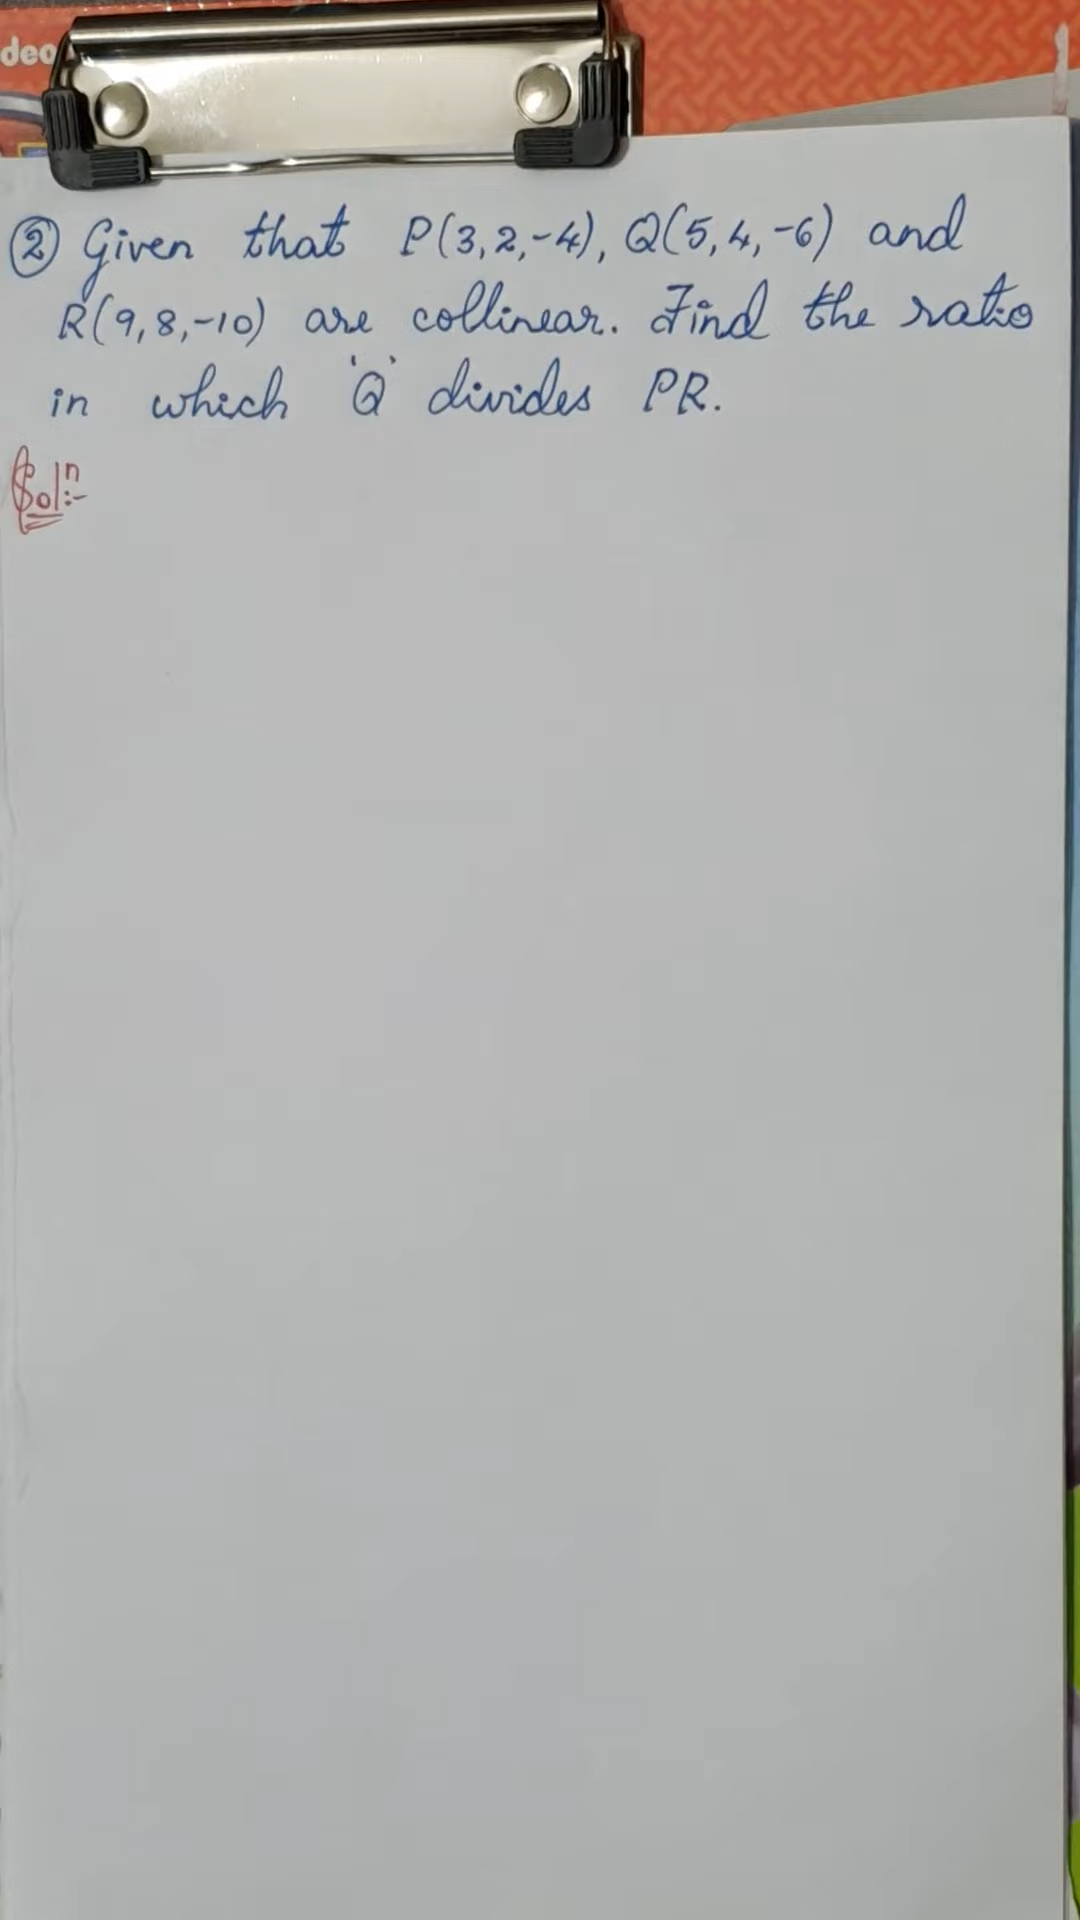 deo
② Given that P(3,2,-4), Q(5,4,-6) and
R(9,8,-10) are collinear. Find the ratio
in which 'Q' divides PR.
Solⁿ:-